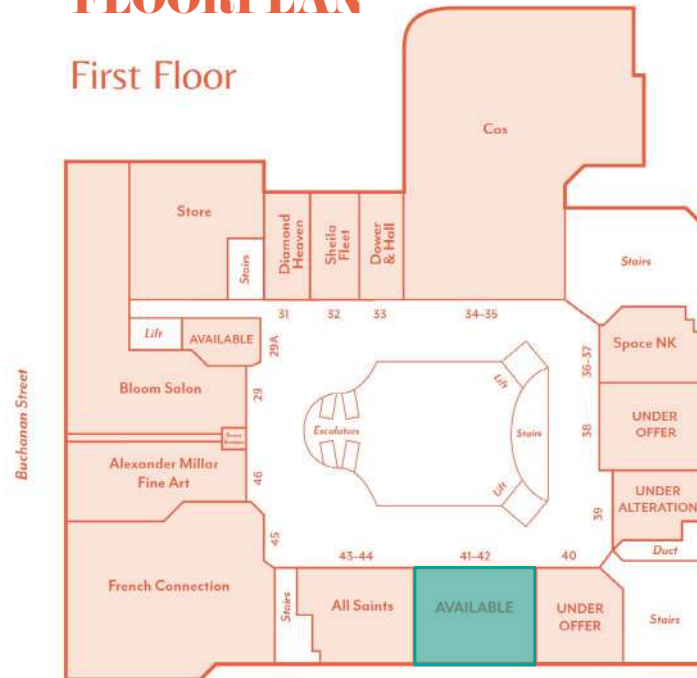 FLOORPLAN
First Floor
Cos
Store
Stairs
Diamond
Heaven
Sheila
Fleet
Dower
& Hall
Stairs
31
32
33
34-35
Lift
AVAILABLE
29A
36-37
Space NK
Bloom Salon
29
Lift
Buchanan Street
Escalators
Stairs
38
UNDER
OFFER
Alexander Millar
Fine Art
46
Lift
39
UNDER
ALTERATION
45
Duct
43-44
41-42
40
French Connection
Stairs
All Saints
AVAILABLE
UNDER
OFFER
Stairs